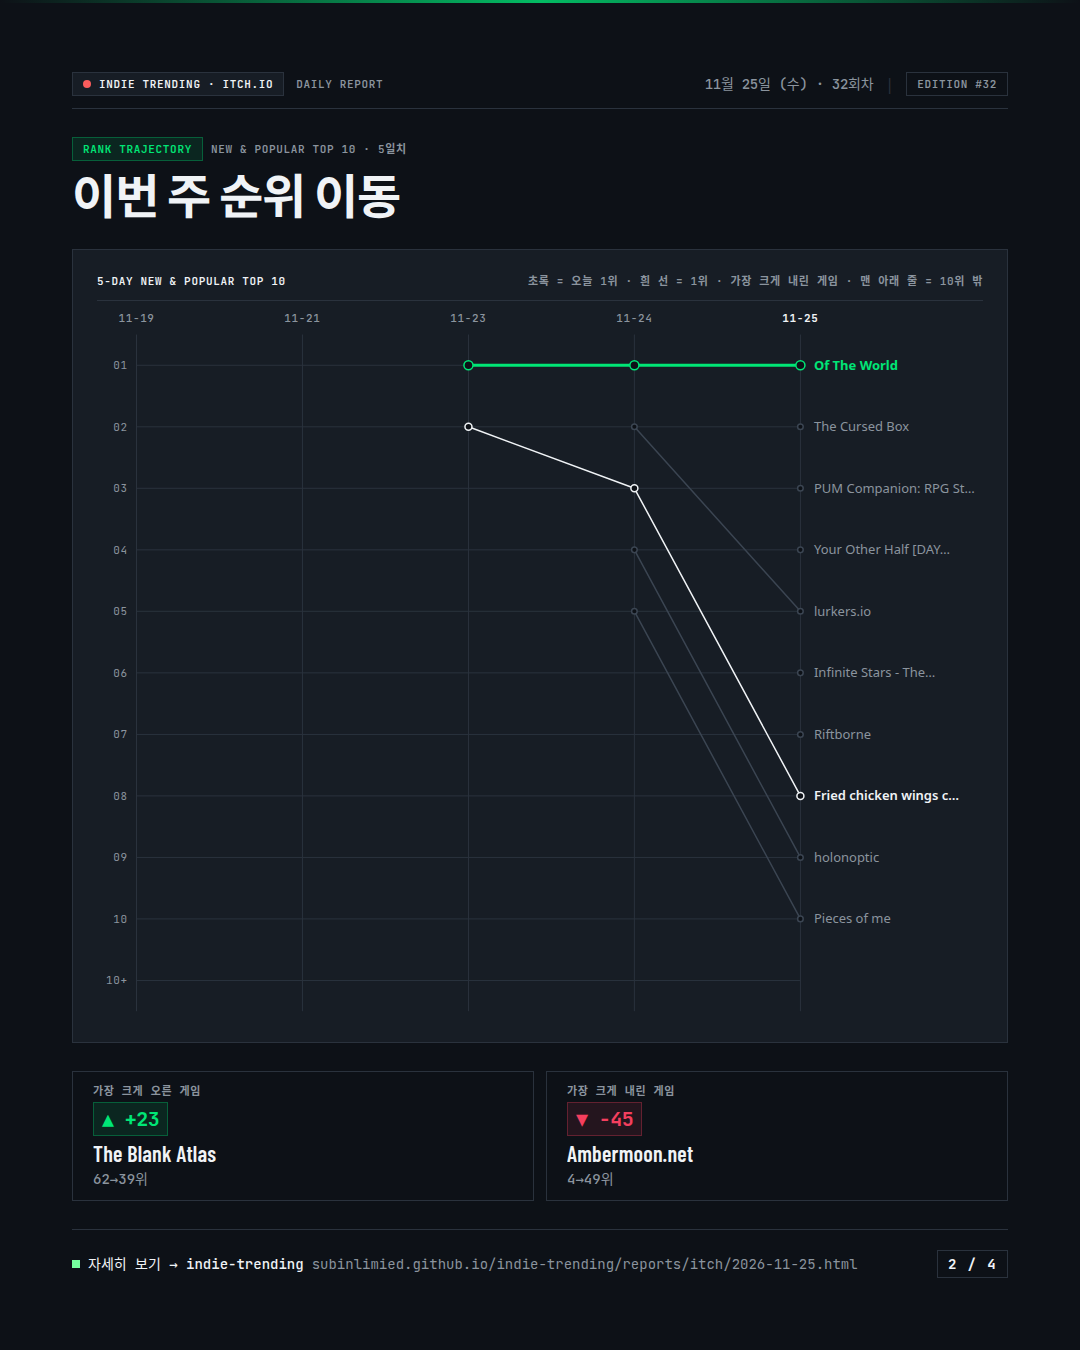 INDIE TRENDING · ITCH.IO DAILY REPORT 11월 25일 (수) · 32회차 EDITION #32
RANK TRAJECTORY NEW & POPULAR TOP 10 · 5일치
이번 주 순위 이동
5-DAY NEW & POPULAR TOP 10 초록 = 오늘 1위 · 흰 선 = 1위 · 가장 크게 내린 게임 · 맨 아래 줄 = 10위 밖
11-19 11-21 11-23 11-24 11-25
01 Of The World
02 The Cursed Box
03 PUM Companion: RPG St…
04 Your Other Half [DAY…
05 lurkers.io
06 Infinite Stars - The…
07 Riftborne
08 Fried chicken wings c…
09 holonoptic
10 Pieces of me
10+
가장 크게 오른 게임
▲ +23
The Blank Atlas
62→39위
가장 크게 내린 게임
▼ -45
Ambermoon.net
4→49위
자세히 보기 → indie-trending subinlimied.github.io/indie-trending/reports/itch/2026-11-25.html 2 / 4